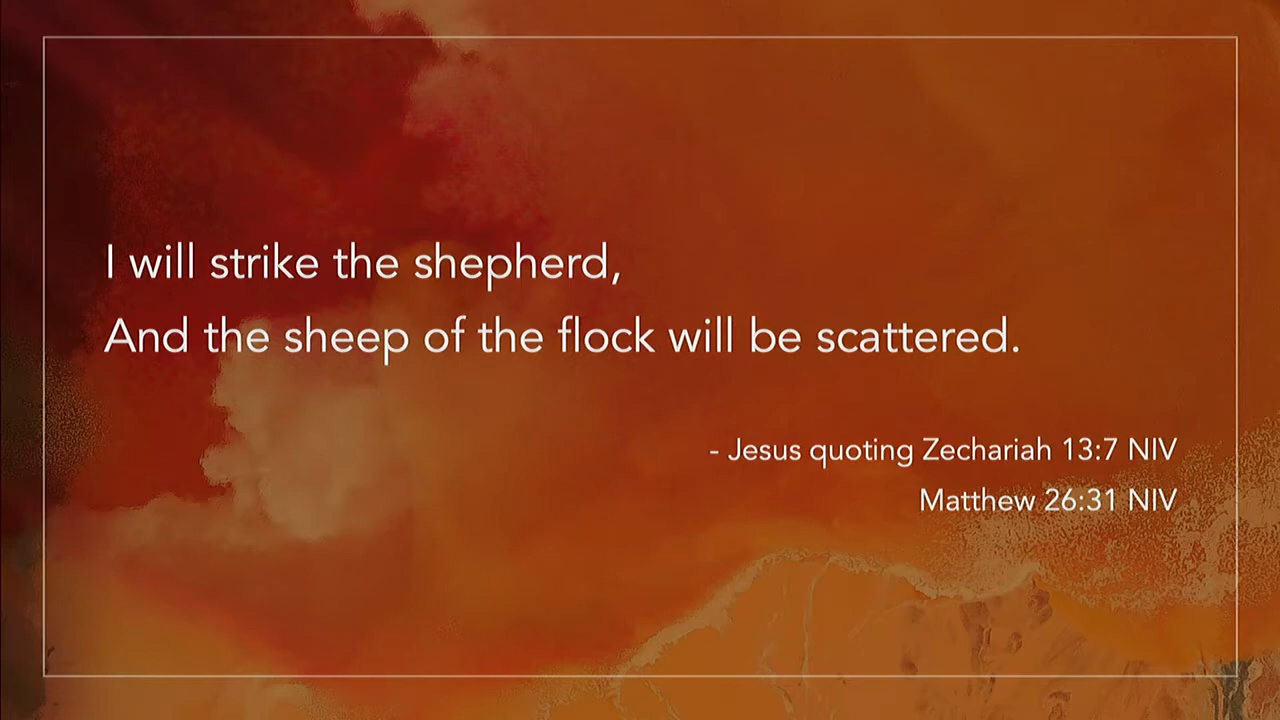 I will strike the shepherd,
And the sheep of the flock will be scattered.
- Jesus quoting Zechariah 13:7 NIV
Matthew 26:31 NIV